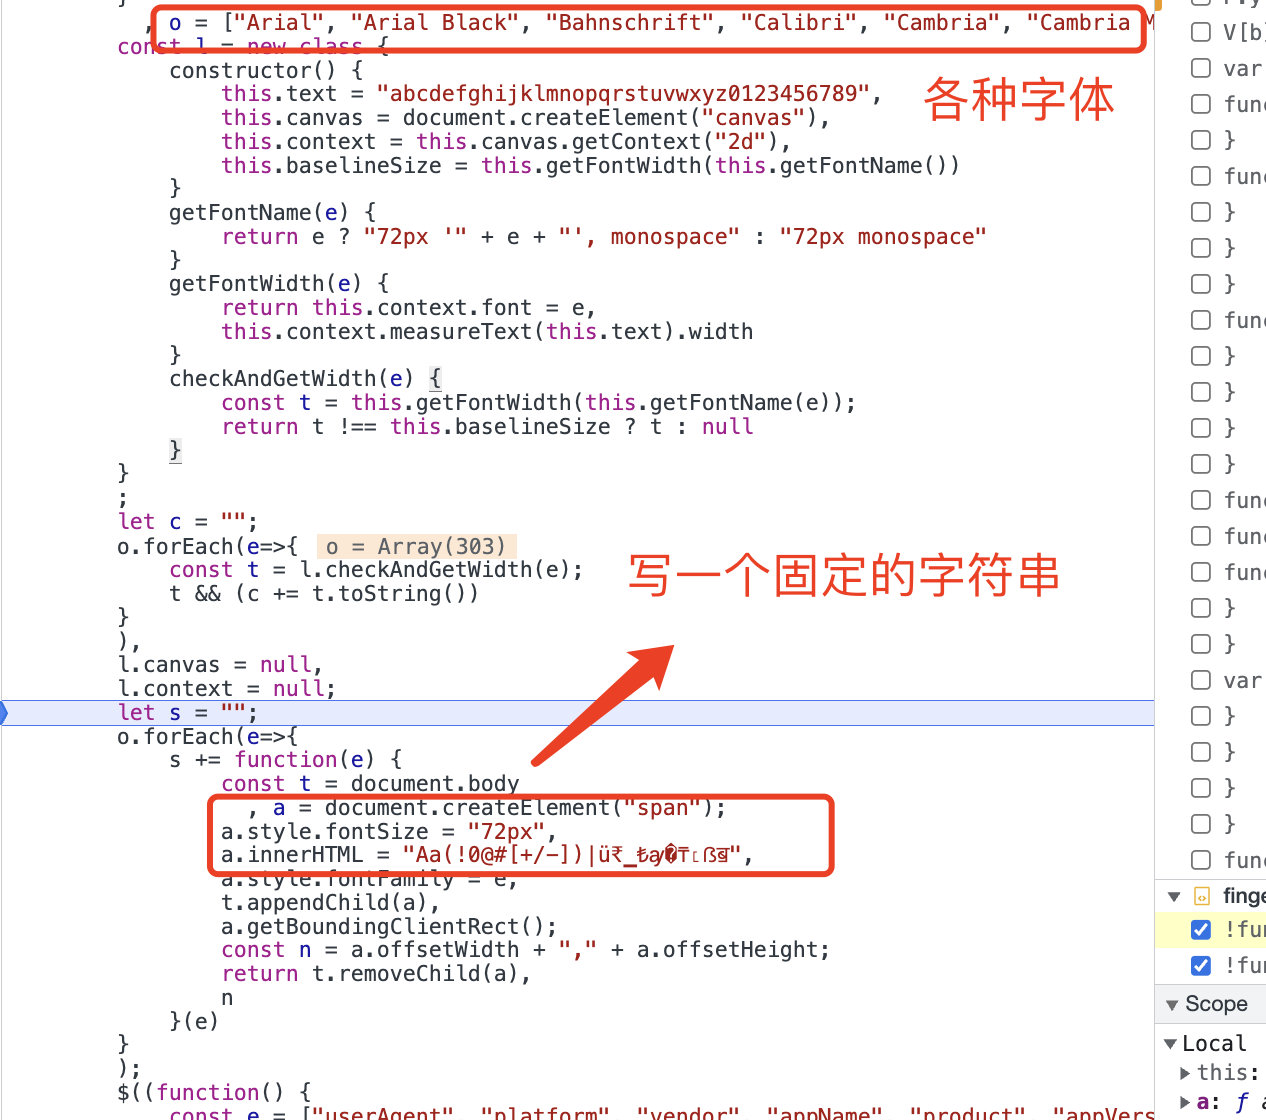 , o = ["Arial", "Arial Black", "Bahnschrift", "Calibri", "Cambria", "Cambria M
const l = new class {
constructor() {
this.text = "abcdefghijklmnopqrstuvwxyz0123456789",
this.canvas = document.createElement("canvas"),
this.context = this.canvas.getContext("2d"),
this.baselineSize = this.getFontWidth(this.getFontName())
}
getFontName(e) {
return e ? "72px '" + e + "', monospace" : "72px monospace"
}
getFontWidth(e) {
return this.context.font = e,
this.context.measureText(this.text).width
}
checkAndGetWidth(e) {
const t = this.getFontWidth(this.getFontName(e));
return t !== this.baselineSize ? t : null
}
}
;
let c = "";
o.forEach(e=>{ o = Array(303)
const t = l.checkAndGetWidth(e);
t && (c += t.toString())
}
),
l.canvas = null,
l.context = null;
let s = "";
o.forEach(e=>{
s += function(e) {
const t = document.body
, a = document.createElement("span");
a.style.fontSize = "72px",
a.innerHTML = "Aa(!0@#[+/-])|ü
a.style.fontFamily = e,
t.appendChild(a),
a.getBoundingClientRect();
const n = a.offsetWidth + "," + a.offsetHeight;
return t.removeChild(a),
n
}(e)
}
);
$((function() {
const e = ["userAgent", "platform", "vendor", "appName", "product", "appVers
各种字体
写一个固定的字符串
V[b]
var
func
}
func
}
}
}
func
}
}
}
}
func
func
func
}
}
var
}
}
}
}
func
finge
!fun
!fun
Scope
Local
this:
a: ƒ a